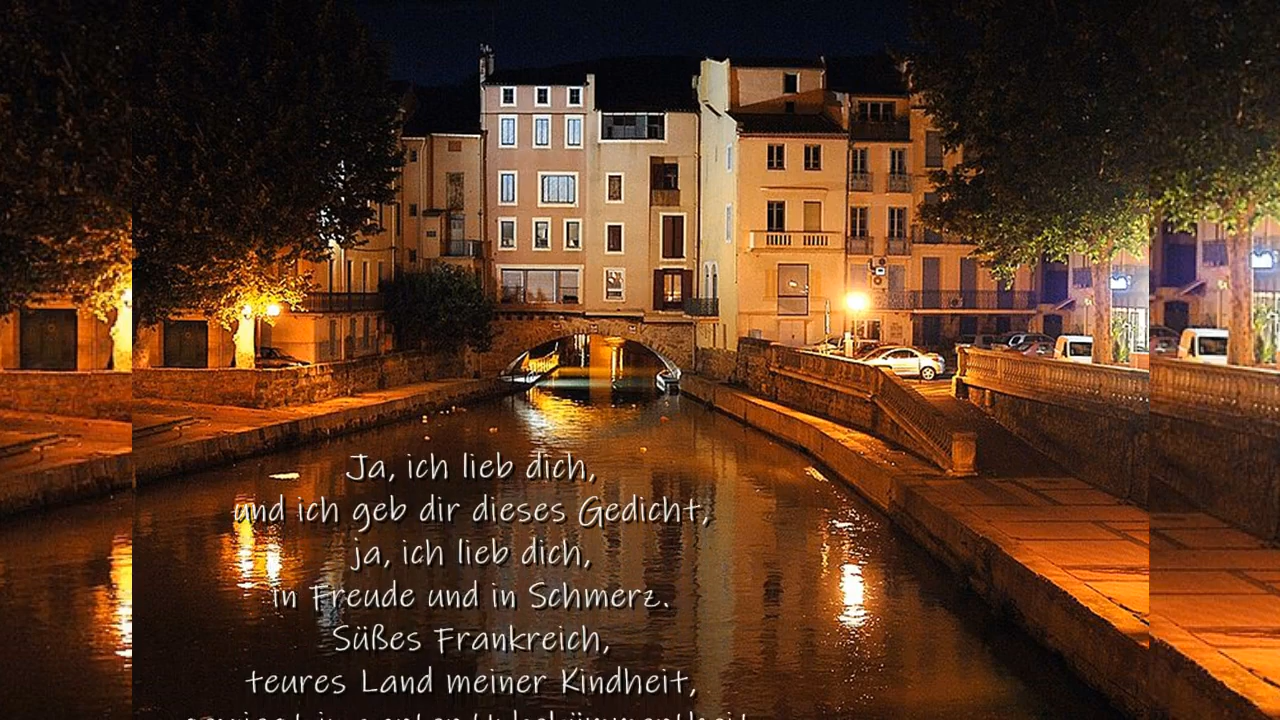 Ja, ich lieb dich,
und ich geb dir dieses Gedicht,
ja, ich lieb dich,
in Freude und in Schmerz.
Süßes Frankreich,
teures Land meiner Kindheit,